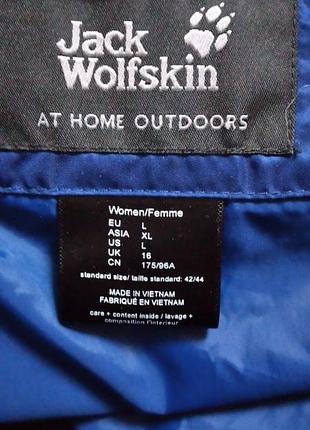 Jack
Wolfskin
AT HOME OUTDOORS
Women/Femme
EU L
ASIA XL
US L
UK 16
CN 175/96A
standard size/ taille standard: 42/44
MADE IN VIETNAM
FABRIQUÉ EN VIETNAM
care + content inside / lavage +
composition l'interieur